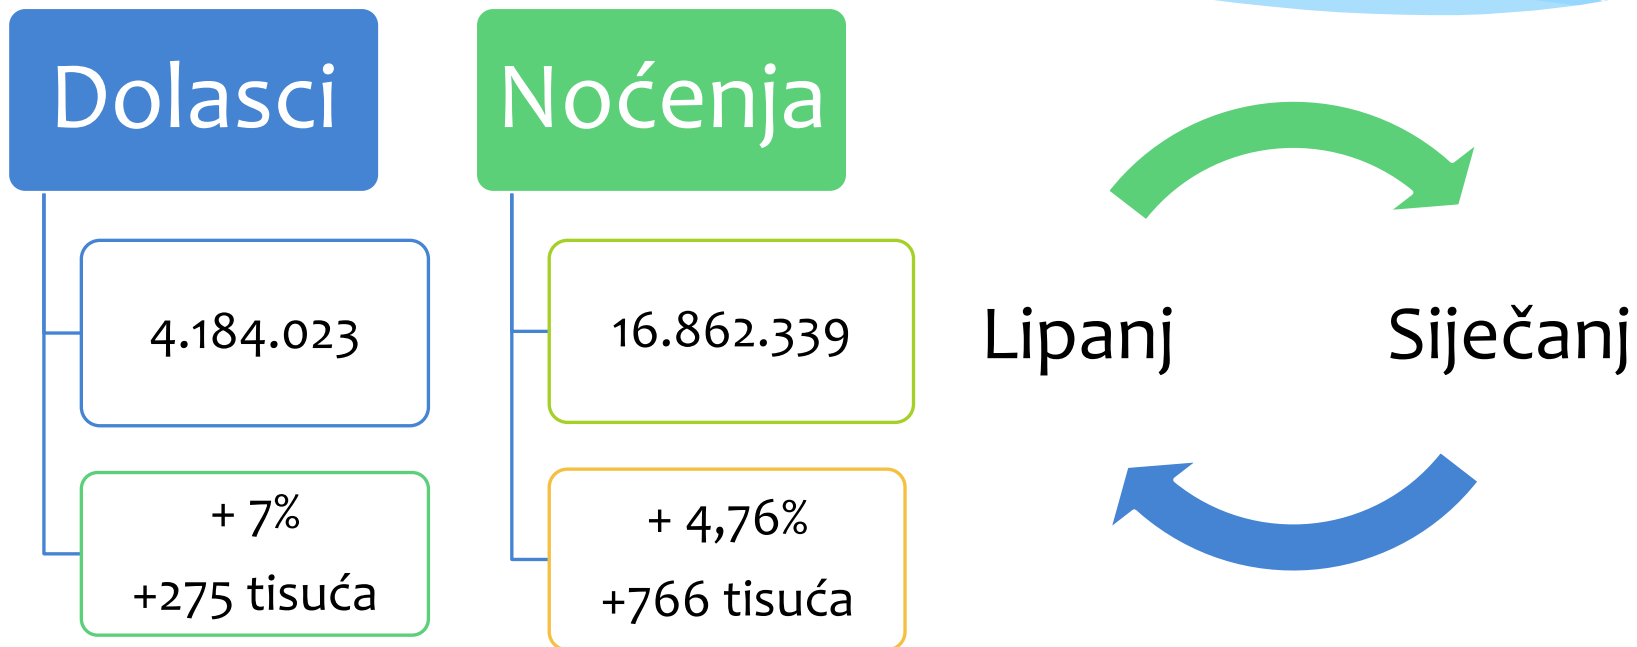 Dolasci
4.184.023
+ 7%
+275 tisuća
Noćenja
16.862.339
+ 4,76%
+766 tisuća
Lipanj
Siječanj